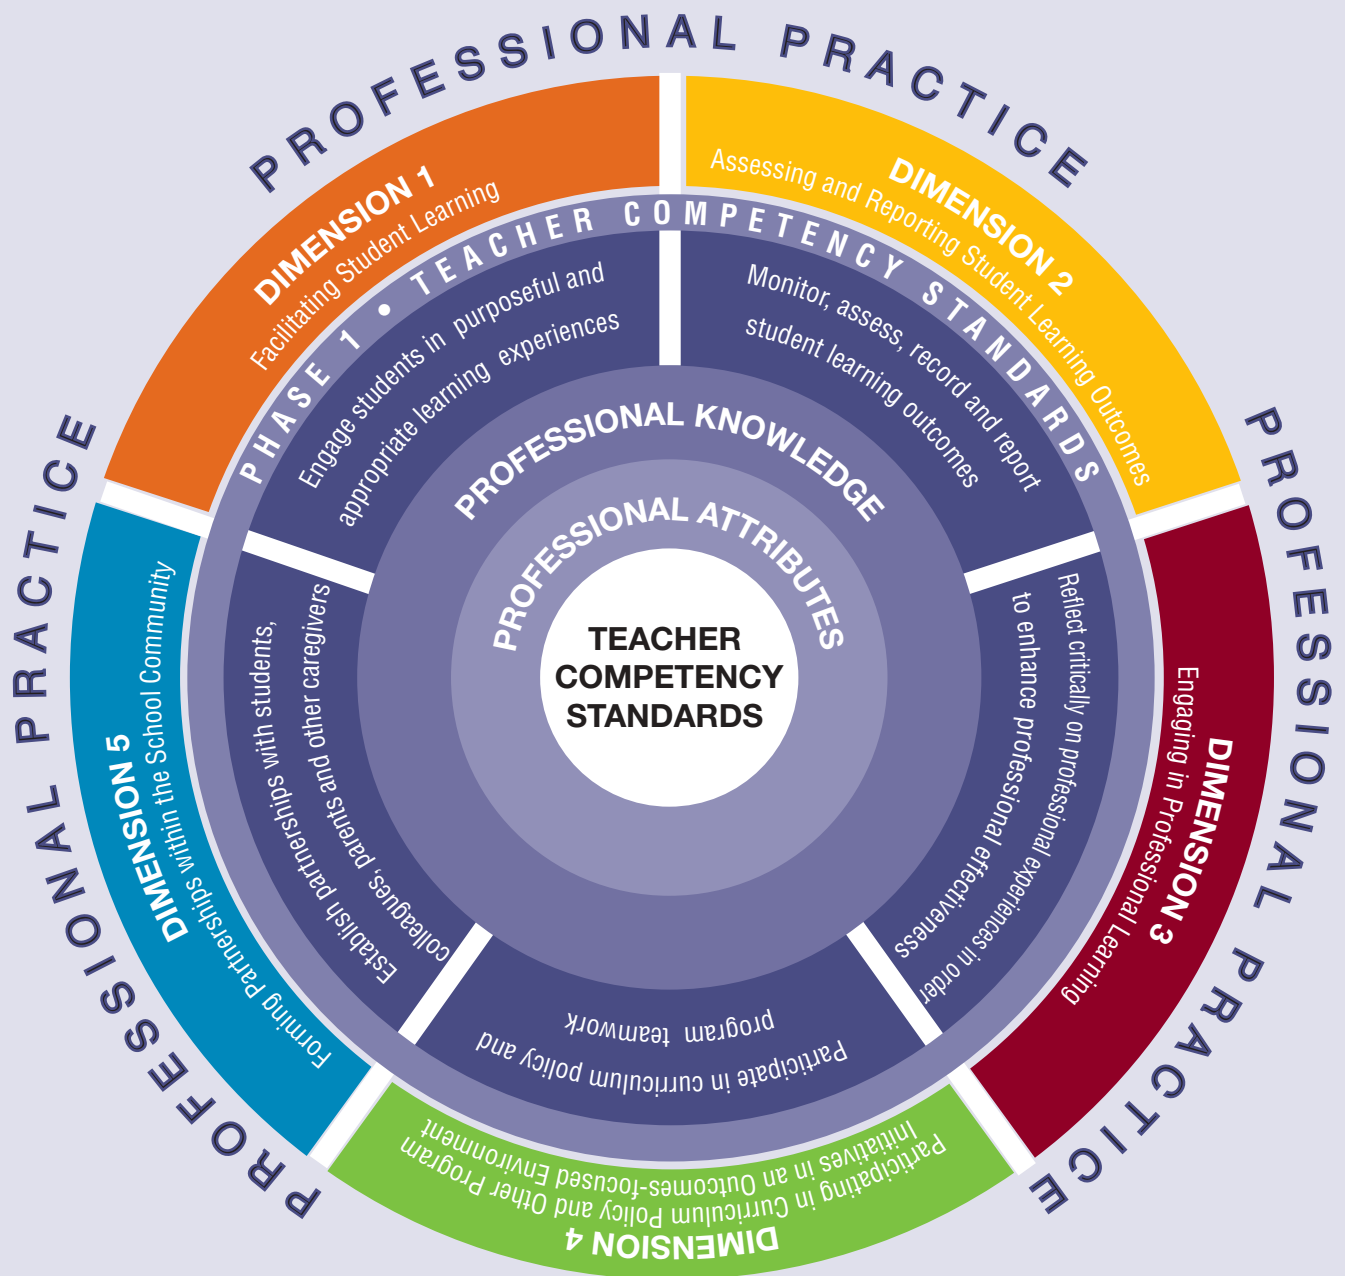 PROFESSIONAL PRACTICE
PROFESSIONAL PRACTICE
PROFESSIONAL PRACTICE
DIMENSION 1
Facilitating Student Learning
DIMENSION 2
Assessing and Reporting Student Learning Outcomes
DIMENSION 3
Engaging in Professional Learning
DIMENSION 4
Participating in Curriculum Policy and Other Program
Initiatives in an Outcomes-focused Environment
DIMENSION 5
Forming Partnerships within the School Community
PHASE 1 • TEACHER COMPETENCY STANDARDS
Engage students in purposeful and
appropriate learning experiences
Monitor, assess, record and report
student learning outcomes
Reflect critically on professional experiences in order
to enhance professional effectiveness
Participate in curriculum policy and
program teamwork
Establish partnerships with students,
colleagues, parents and other caregivers
PROFESSIONAL KNOWLEDGE
PROFESSIONAL ATTRIBUTES
TEACHER
COMPETENCY
STANDARDS